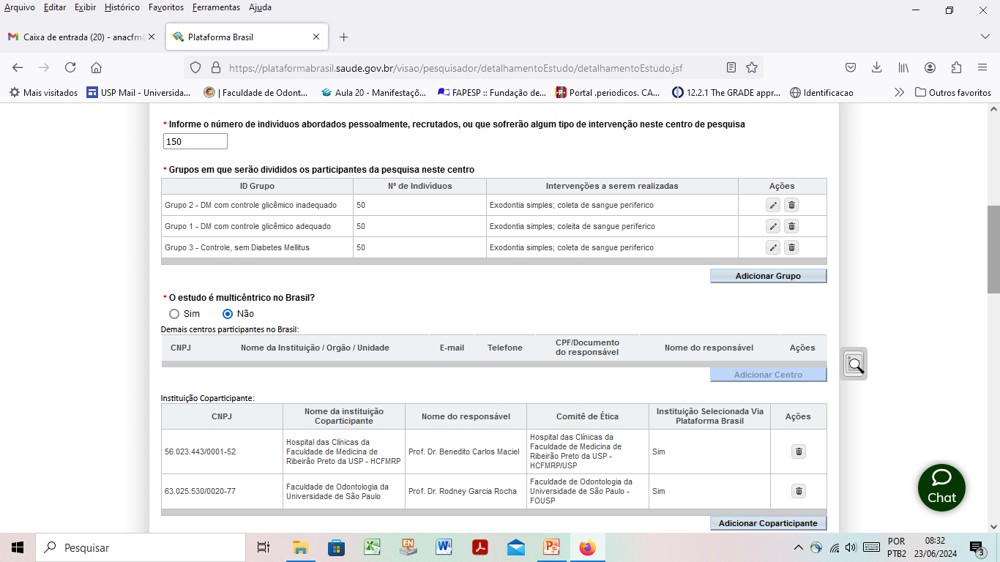 Arquivo Editar Exibir Histórico Favoritos Ferramentas Ajuda
Caixa de entrada (20) - anacfm
Plataforma Brasil
https://plataformabrasil.saude.gov.br/visao/pesquisador/detalhamentoEstudo/detalhamentoEstudo.jsf
Mais visitados USP Mail - Universida... | Faculdade de Odont... Aula 20 - Manifestaçõ... FAPESP :: Fundação de... Portal .periodicos. CA... 12.2.1 The GRADE appr... Identificacao Outros favoritos
* Informe o número de indivíduos abordados pessoalmente, recrutados, ou que sofrerão algum tipo de intervenção neste centro de pesquisa
150
* Grupos em que serão divididos os participantes da pesquisa neste centro
ID Grupo Nº de Indivíduos Intervenções a serem realizadas Ações
Grupo 2 - DM com controle glicêmico inadequado 50 Exodontia simples; coleta de sangue periferico
Grupo 1 - DM com controle glicêmico adequado 50 Exodontia simples; coleita de sangue periferico
Grupo 3 - Controle, sem Diabetes Mellitus 50 Exodontia simples; coleta de sangue periferico
Adicionar Grupo
* O estudo é multicêntrico no Brasil?
Sim Não
Demais centros participantes no Brasil:
CNPJ Nome da Instituição / Orgão / Unidade E-mail Telefone CPF/Documento do responsável Nome do responsável Ações
Adicionar Centro
Instituição Coparticipante:
CNPJ Nome da instituição Coparticipante Nome do responsável Comitê de Ética Instituição Selecionada Via Plataforma Brasil Ações
56.023.443/0001-52 Hospital das Clínicas da Faculdade de Medicina de Ribeirão Preto da USP - HCFMRP Prof. Dr. Benedito Carlos Maciel Hospital das Clínicas da Faculdade de Medicina de Ribeirão Preto da USP - HCFMRP/USP Sim
63.025.530/0020-77 Faculdade de Odontologia da Universidade de São Paulo Prof. Dr. Rodney Garcia Rocha Faculdade de Odontologia da Universidade de São Paulo - FOUSP Sim
Adicionar Coparticipante
Chat
Pesquisar
EN
POR
PTB2
08:32
23/06/2024
3